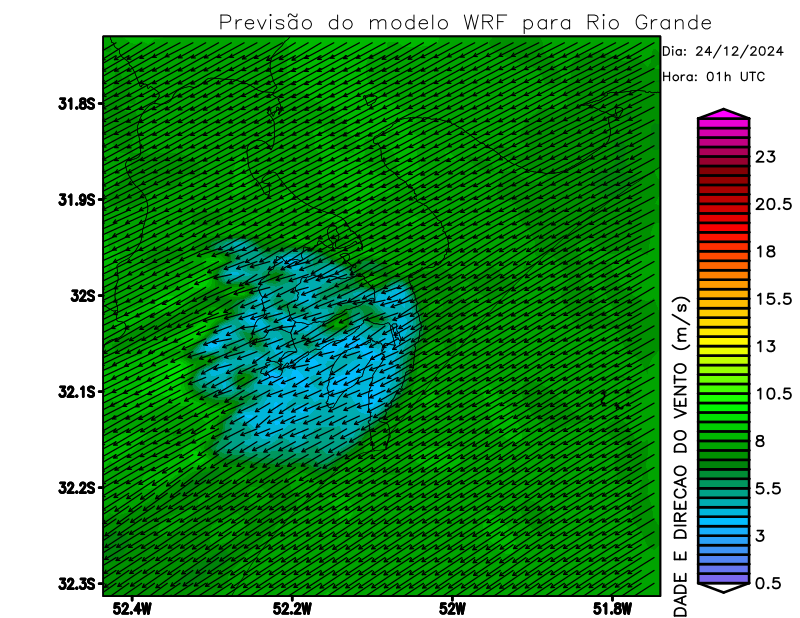 Previsão do modelo WRF para Rio Grande
Dia: 24/12/2024
Hora: 01h UTC
31.8S
31.9S
32S
32.1S
32.2S
32.3S
52.4W
52.2W
52W
51.8W
23
20.5
18
15.5
13
10.5
8
5.5
3
0.5
DADE E DIRECAO DO VENTO (m/s)